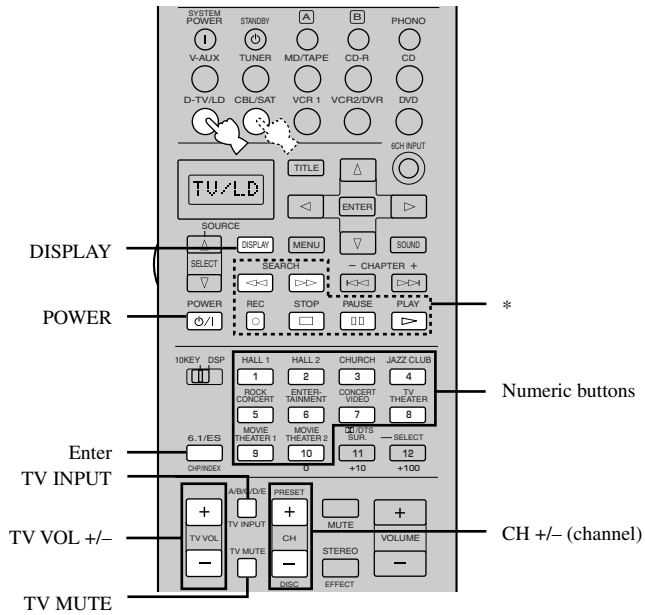 SYSTEM
POWER STANDBY A B PHONO
V-AUX TUNER MD/TAPE CD-R CD
D-TV/LD CBL/SAT VCR 1 VCR2/DVR DVD
6CH INPUT
TITLE
TV/LD
ENTER
SOURCE
DISPLAY
DISPLAY MENU SOUND
SELECT
SEARCH – CHAPTER +
POWER
POWER REC STOP PAUSE PLAY
*
10KEY DSP
HALL 1 HALL 2 CHURCH JAZZ CLUB
1 2 3 4
Numeric buttons
ROCK CONCERT ENTER-TAINMENT CONCERT VIDEO TV THEATER
5 6 7 8
MOVIE THEATER 1 MOVIE THEATER 2 /DTS SUR. SELECT
Enter
6.1/ES 9 10 11 12
CHP/INDEX 0 +10 +100
TV INPUT
A/B/C/D/E PRESET
+ TV INPUT + MUTE +
TV VOL +/–
TV VOL CH VOLUME
CH +/– (channel)
TV MUTE STEREO
– – –
DISC EFFECT
TV MUTE